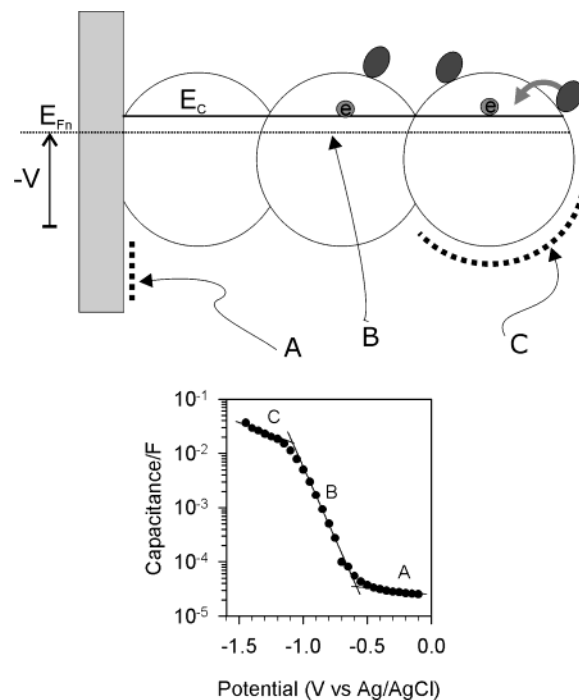 E_C
e
e
E_Fn
-V
A
B
C
10^-1
C
10^-2
B
10^-3
10^-4
A
10^-5
Capacitance/F
-1.5 -1.0 -0.5 0.0
Potential (V vs Ag/AgCl)